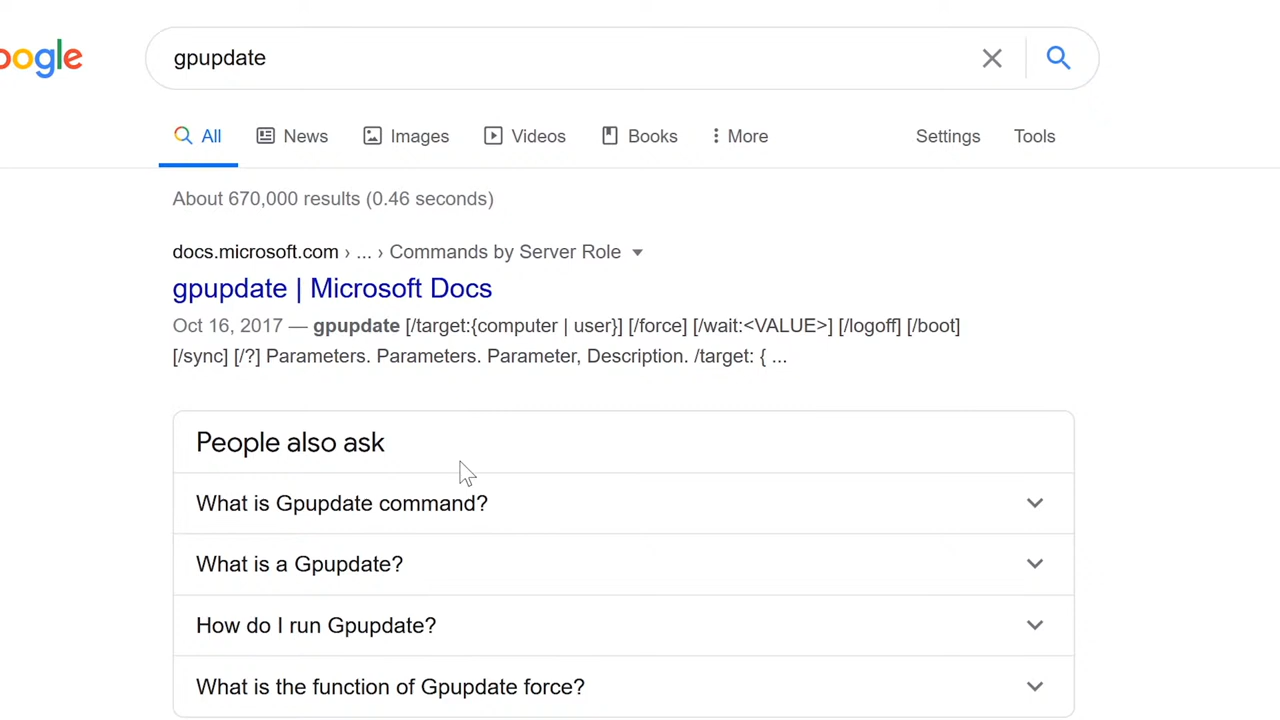 oogle
gpupdate
All News Images Videos Books More Settings Tools
About 670,000 results (0.46 seconds)
docs.microsoft.com › ... › Commands by Server Role
gpupdate | Microsoft Docs
Oct 16, 2017 — gpupdate [/target:{computer | user}] [/force] [/wait:<VALUE>] [/logoff] [/boot]
[/sync] [/?] Parameters. Parameters. Parameter, Description. /target: { ...
People also ask
What is Gpupdate command?
What is a Gpupdate?
How do I run Gpupdate?
What is the function of Gpupdate force?